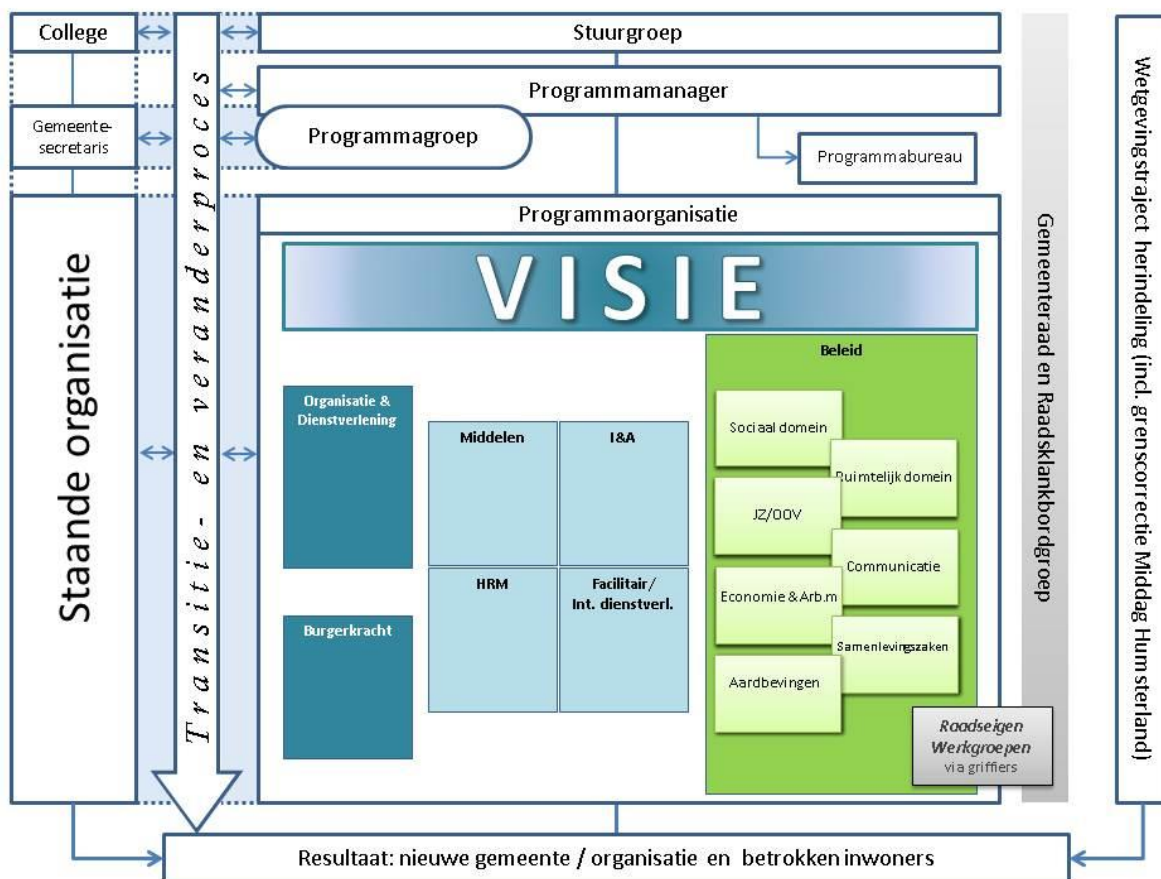 College
Stuurgroep
Programmamanager
Gemeente-
secretaris
Programmagroep
Programmabureau
Programmaorganisatie
Staande organisatie
Transitie- en veranderproces
VISIE
Organisatie &
Dienstverlening
Burgerkracht
Middelen
I&A
HRM
Facilitair/
Int. dienstverl.
Beleid
Sociaal domein
Ruimtelijk domein
JZ/OOV
Communicatie
Economie & Arb.m
Samenlevingszaken
Aardbevingen
Raadseigen
Werkgroepen
via griffiers
Gemeenteraad en Raadsklankbordgroep
Wetgevingstraject herindeling (incl. grenscorrectie Middag Humsterland)
Resultaat: nieuwe gemeente / organisatie en betrokken inwoners